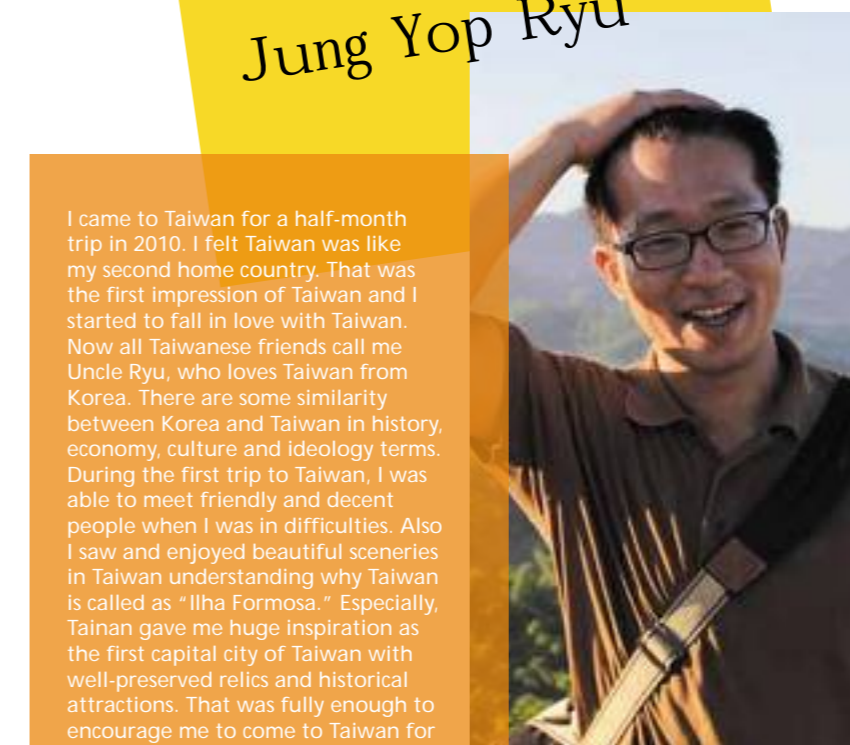 Jung Yop Ryu
I came to Taiwan for a half-month
trip in 2010. I felt Taiwan was like
my second home country. That was
the first impression of Taiwan and I
started to fall in love with Taiwan.
Now all Taiwanese friends call me
Uncle Ryu, who loves Taiwan from
Korea. There are some similarity
between Korea and Taiwan in history,
economy, culture and ideology terms.
During the first trip to Taiwan, I was
able to meet friendly and decent
people when I was in difficulties. Also
I saw and enjoyed beautiful sceneries
in Taiwan understanding why Taiwan
is called as “Ilha Formosa.” Especially,
Tainan gave me huge inspiration as
the first capital city of Taiwan with
well-preserved relics and historical
attractions. That was fully enough to
encourage me to come to Taiwan for